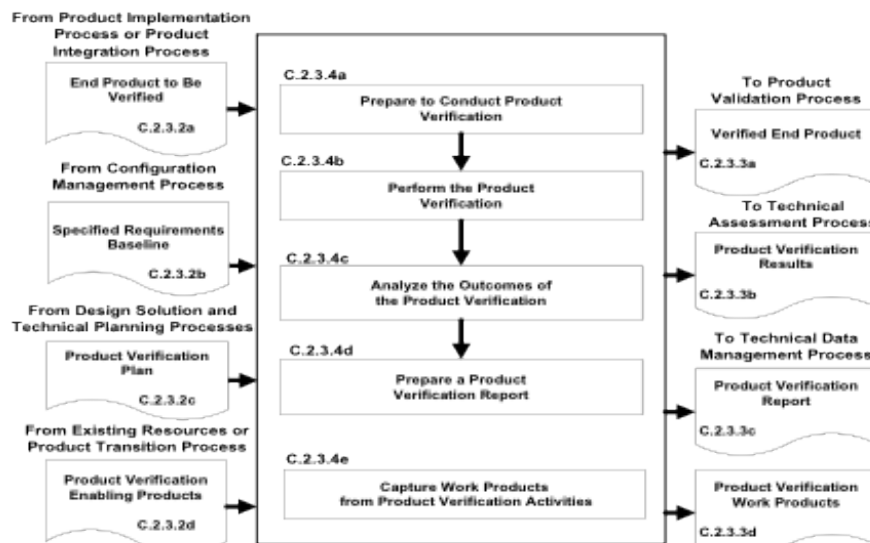 From Product Implementation
Process or Product
Integration Process
End Product to Be
Verified
C.2.3.2a
From Configuration
Management Process
Specified Requirements
Baseline
C.2.3.2b
From Design Solution and
Technical Planning Processes
Product Verification
Plan
C.2.3.2c
From Existing Resources or
Product Transition Process
Product Verification
Enabling Products
C.2.3.2d
C.2.3.4a
Prepare to Conduct Product
Verification
C.2.3.4b
Perform the Product
Verification
C.2.3.4c
Analyze the Outcomes of
the Product Verification
C.2.3.4d
Prepare a Product
Verification Report
C.2.3.4e
Capture Work Products
from Product Verification Activities
To Product
Validation Process
Verified End Product
C.2.3.3a
To Technical
Assessment Process
Product Verification
Results
C.2.3.3b
To Technical Data
Management Process
Product Verification
Report
C.2.3.3c
Product Verification
Work Products
C.2.3.3d